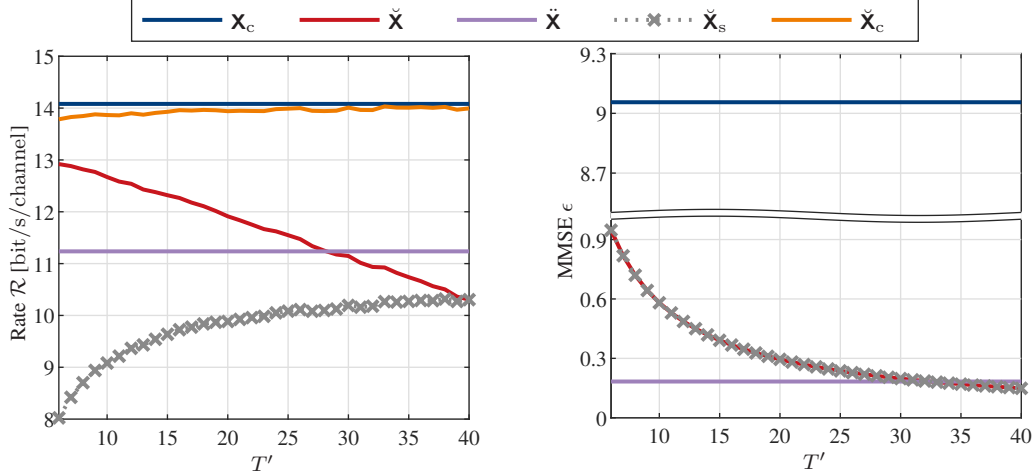 X_c X̆ Ẍ X̆_s X̆_c
Rate R [bit/s/channel]
15
14
13
12
11
10
9
8
10 15 20 25 30 35 40
T′
MMSE ϵ
9.3
9
8.7
0.9
0.6
0.3
0
10 15 20 25 30 35 40
T′